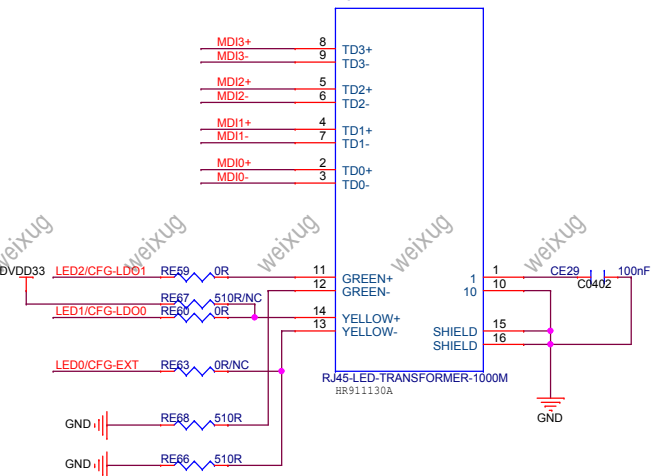 MDI3+ 8 TD3+
MDI3- 9 TD3-
MDI2+ 5 TD2+
MDI2- 6 TD2-
MDI1+ 4 TD1+
MDI1- 7 TD1-
MDI0+ 2 TD0+
MDI0- 3 TD0-
weixug weixug weixug weixug weixug
DVDD33
LED2/CFG-LDO1 RE59 0R 11 GREEN+ 1 1 CE29 100nF
C0402
12 GREEN- 10 10
RE67 510R/NC
LED1/CFG-LDO0 RE60 0R 14 YELLOW+
13 YELLOW- SHIELD 15
SHIELD 16
LED0/CFG-EXT RE63 0R/NC
RJ45-LED-TRANSFORMER-1000M
HR911130A
GND
GND RE68 510R
GND RE66 510R